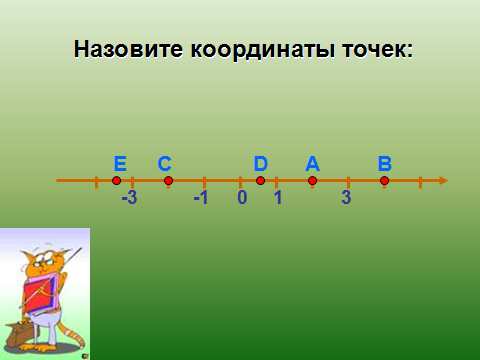 Назовите координаты точек:
E C D A B
-3 -1 0 1 3